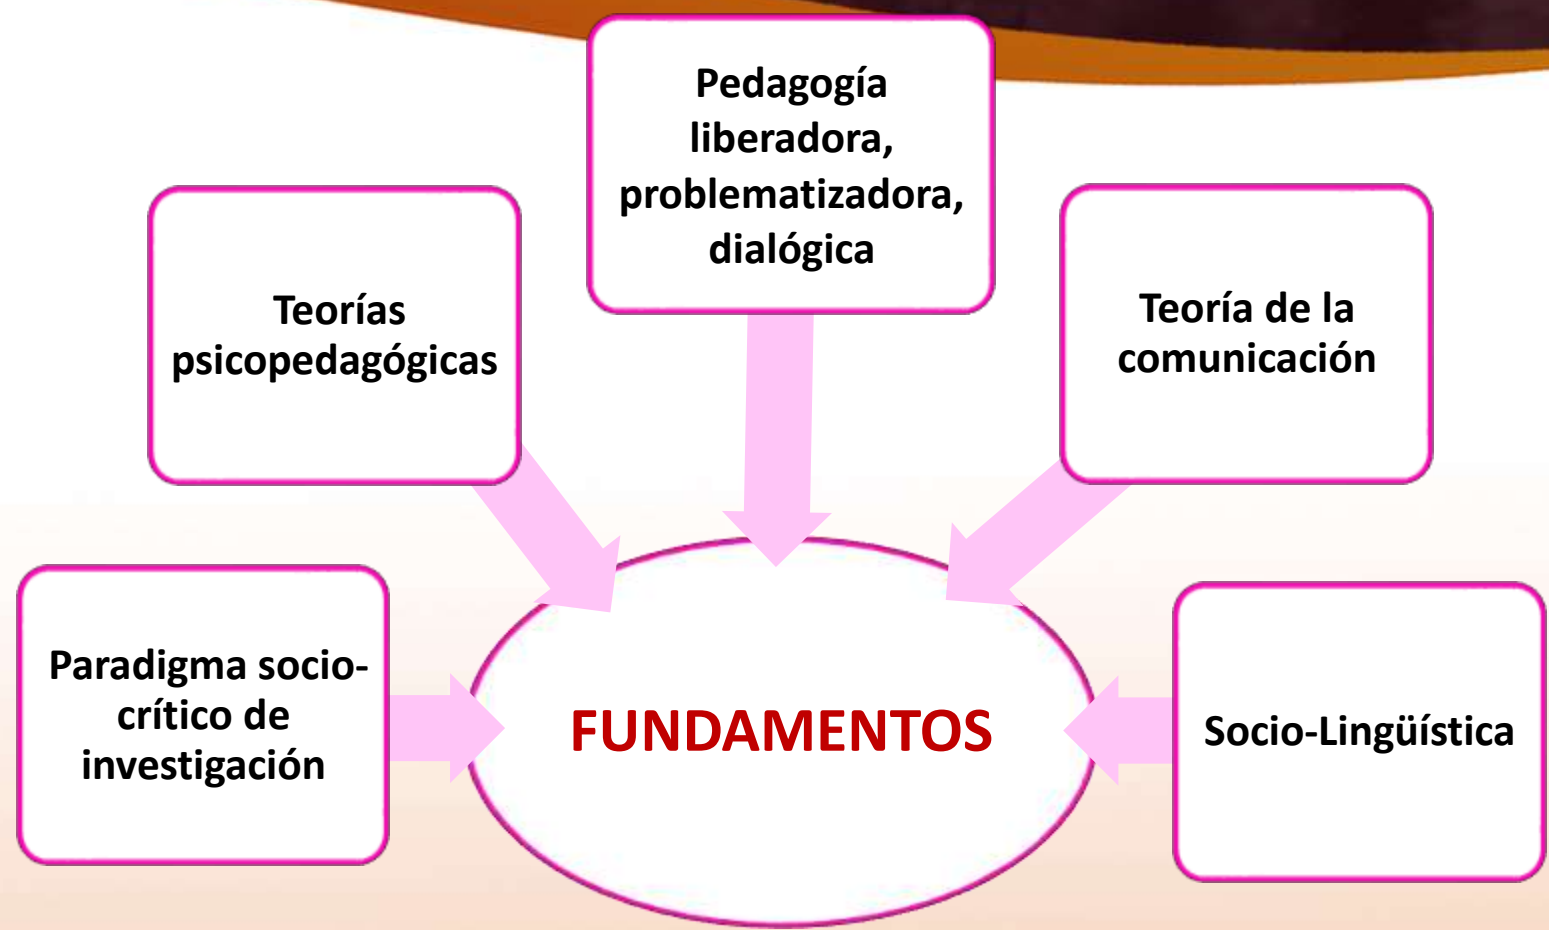 Pedagogía
liberadora,
problematizadora,
dialógica
Teorías
psicopedagógicas
Teoría de la
comunicación
Paradigma socio-
crítico de
investigación
FUNDAMENTOS
Socio-Lingüística